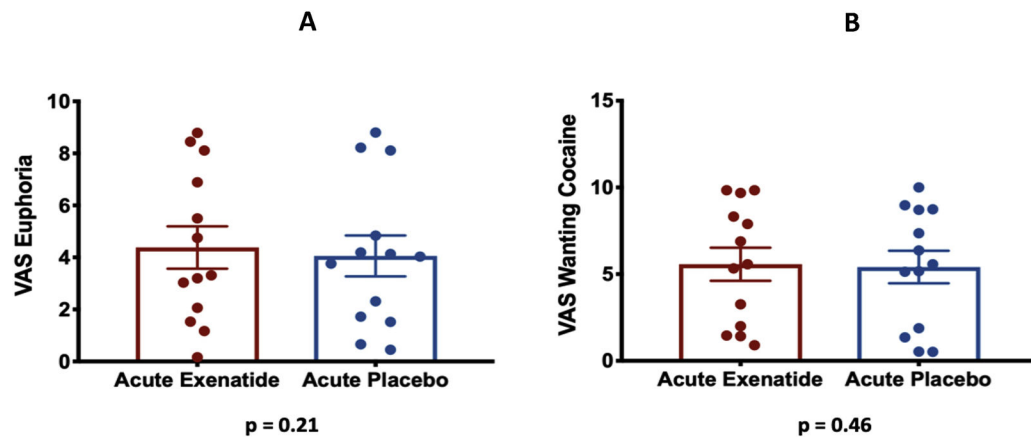 A
B
VAS Euphoria
10
8
6
4
2
0
Acute Exenatide
Acute Placebo
p = 0.21
VAS Wanting Cocaine
15
10
5
0
Acute Exenatide
Acute Placebo
p = 0.46